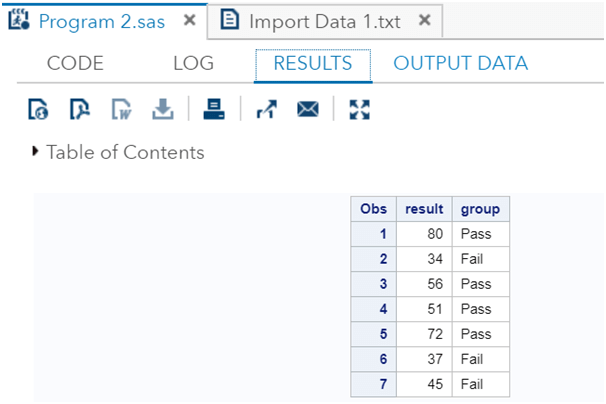 Program 2.sas × Import Data 1.txt ×
CODE LOG RESULTS OUTPUT DATA
Table of Contents
Obs result group
1 80 Pass
2 34 Fail
3 56 Pass
4 51 Pass
5 72 Pass
6 37 Fail
7 45 Fail